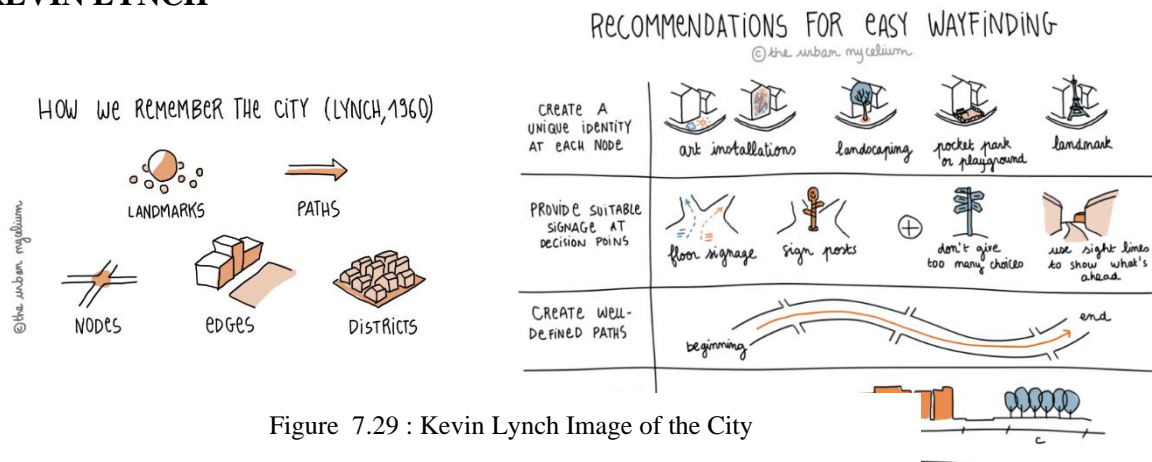 KEVIN LYNCH
HOW WE REMEMBER THE CITY (LYNCH, 1960)
LANDMARKS
PATHS
NODES
EDGES
DISTRICTS
©the urban mycelium
RECOMMENDATIONS FOR EASY WAYFINDING
©the urban mycelium
CREATE A
UNIQUE IDENTITY
AT EACH NODE
art installations
landscaping
pocket park
or playground
landmark
PROVIDE SUITABLE
SIGNAGE AT
DECISION POINS
floor signage
sign posts
+
don't give
too many choices
use sight lines
to show what's
ahead
CREATE WELL-
DEFINED PATHS
beginning
end
c
Figure 7.29 : Kevin Lynch Image of the City